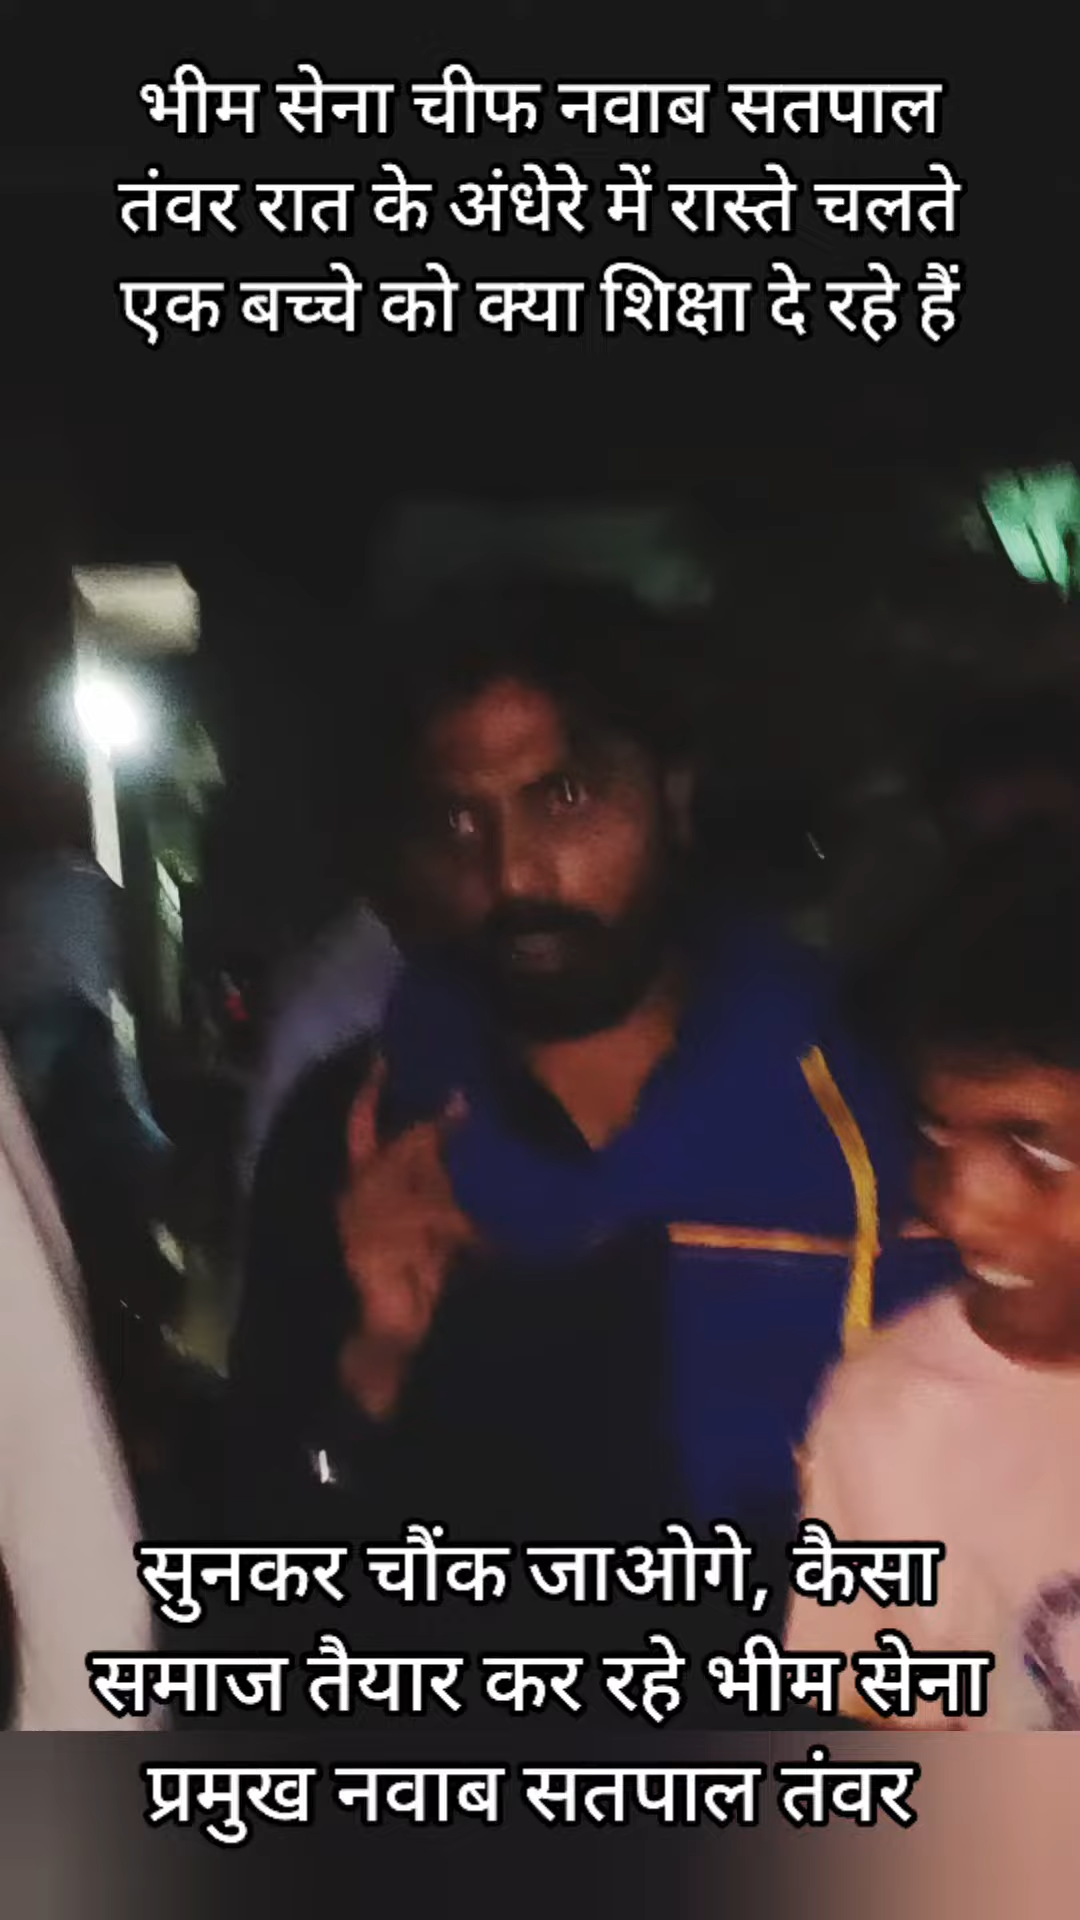 भीम सेना चीफ नवाब सतपाल
तंवर रात के अंधेरे में रास्ते चलते
एक बच्चे को क्या शिक्षा दे रहे हैं
सुनकर चौंक जाओगे, कैसा
समाज तैयार कर रहे भीम सेना
प्रमुख नवाब सतपाल तंवर